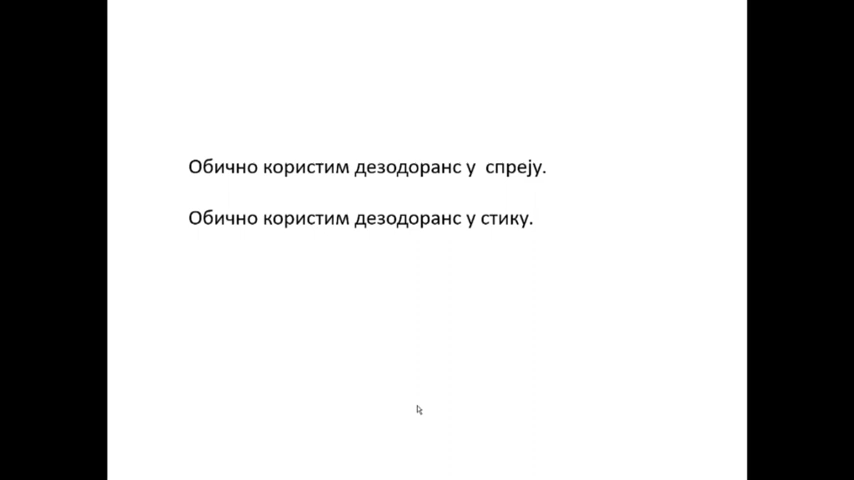 Обично користим дезодоранс у  спреју.
Обично користим дезодоранс у стику.